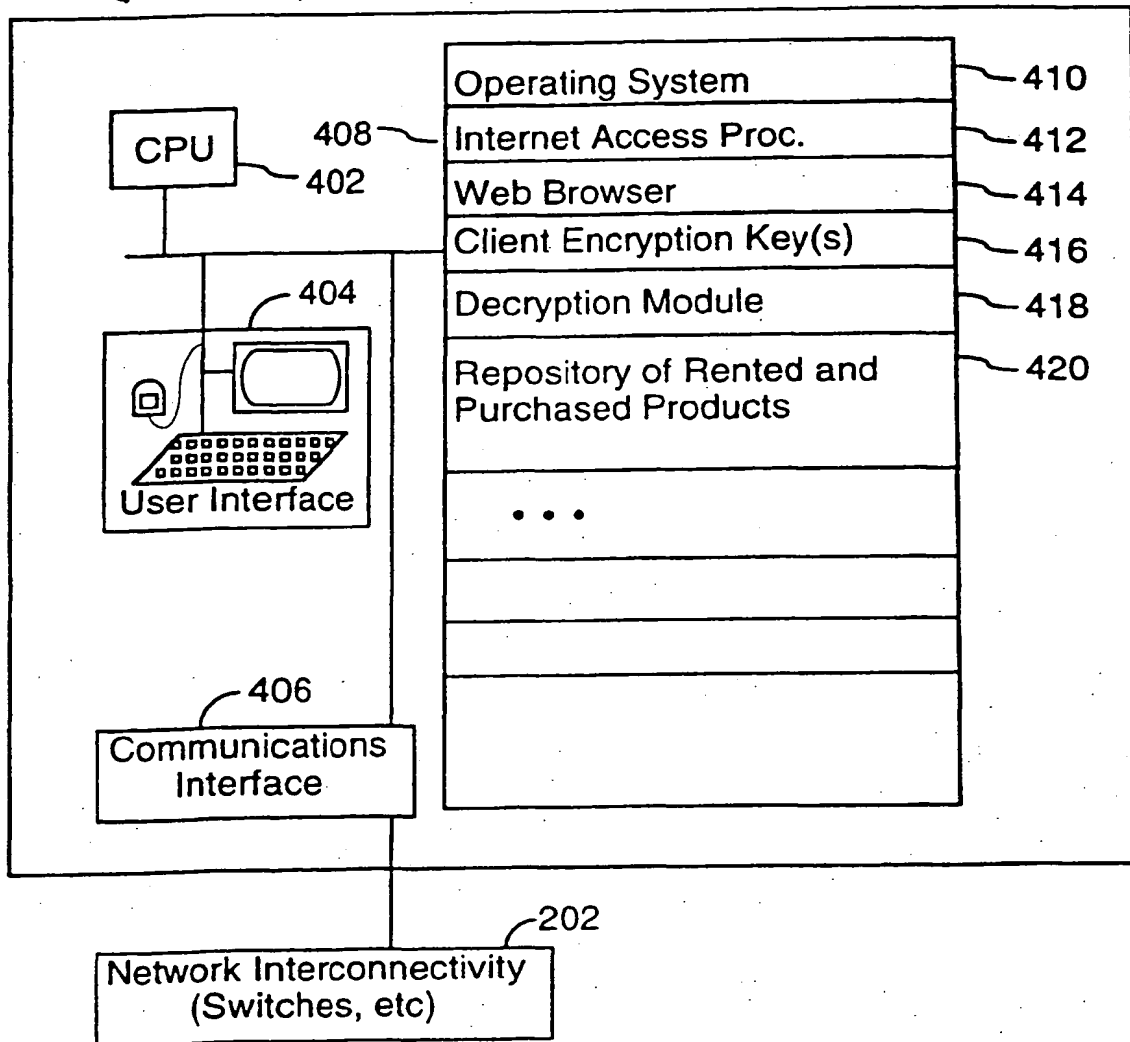 Operating System
410
408
Internet Access Proc.
412
CPU
402
Web Browser
414
Client Encryption Key(s)
416
404
Decryption Module
418
Repository of Rented and
Purchased Products
420
User Interface
• • •
406
Communications
Interface
202
Network Interconnectivity
(Switches, etc)